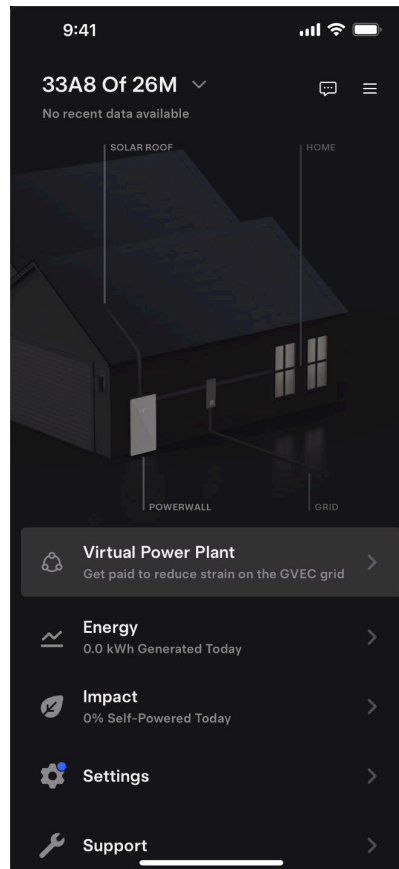 9:41
33A8 Of 26M
No recent data available
SOLAR ROOF
HOME
POWERWALL
GRID
Virtual Power Plant
Get paid to reduce strain on the GVEC grid
Energy
0.0 kWh Generated Today
Impact
0% Self-Powered Today
Settings
Support